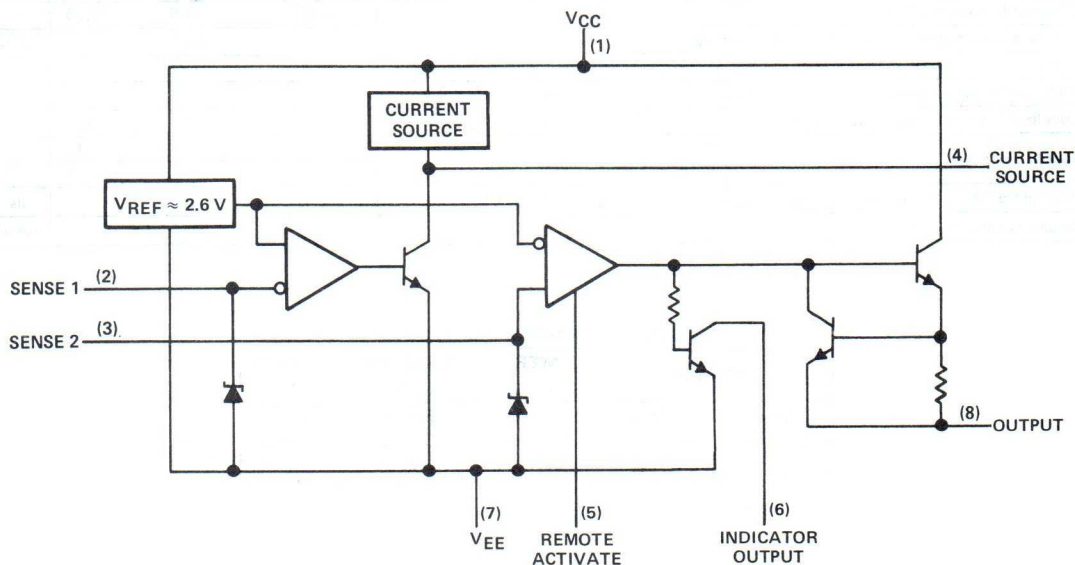 VCC
(1)
CURRENT
SOURCE
(4)
CURRENT
SOURCE
VREF ≈ 2.6 V
SENSE 1
(2)
SENSE 2
(3)
(8)
OUTPUT
(7)
VEE
(5)
REMOTE
ACTIVATE
(6)
INDICATOR
OUTPUT